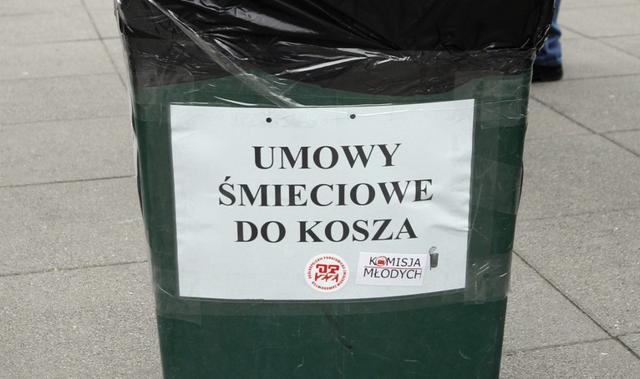 UMOWY
ŚMIECIOWE
DO KOSZA
KOMISJA
MŁODYCH